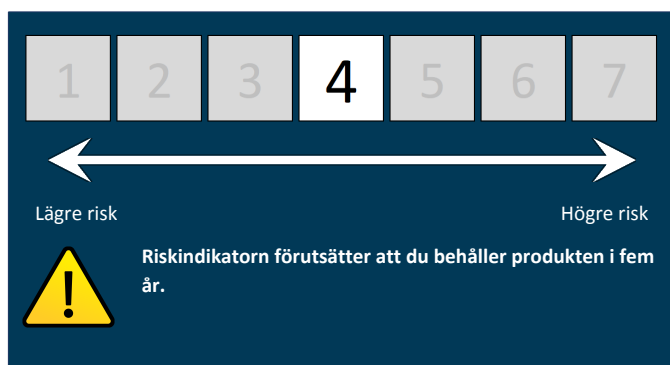 1 2 3 4 5 6 7
Lägre risk Högre risk
Riskindikatorn förutsätter att du behåller produkten i fem
år.